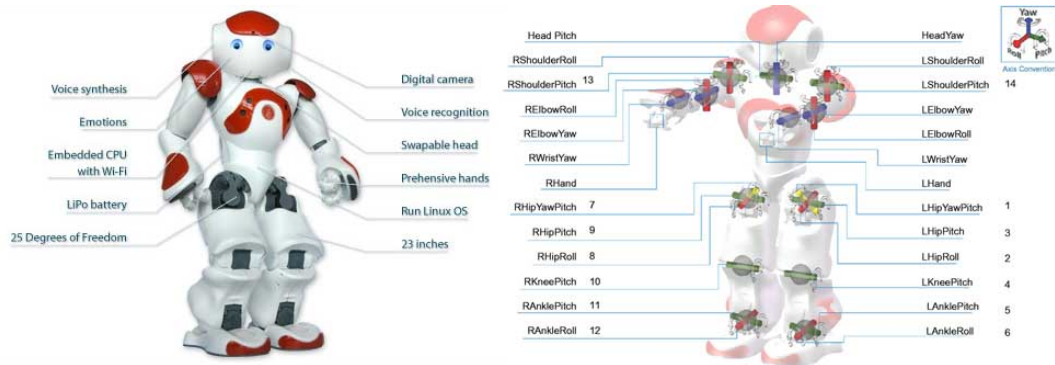 Voice synthesis
Emotions
Embedded CPU
with Wi-Fi
LiPo battery
25 Degrees of Freedom
Digital camera
Voice recognition
Swapable head
Prehensive hands
Run Linux OS
23 inches
Head Pitch
RShoulderRoll
RShoulderPitch 13
RElbowRoll
RElbowYaw
RWristYaw
RHand
RHipYawPitch 7
RHipPitch 9
RHipRoll 8
RKneePitch 10
RAnklePitch 11
RAnkleRoll 12
HeadYaw
LShoulderRoll
LShoulderPitch 14
LElbowYaw
LElbowRoll
LWristYaw
LHand
LHipYawPitch 1
LHipPitch 3
LHipRoll 2
LKneePitch 4
LAnklePitch 5
LAnkleRoll 6
Yaw
Roll
Pitch
Axis Convention